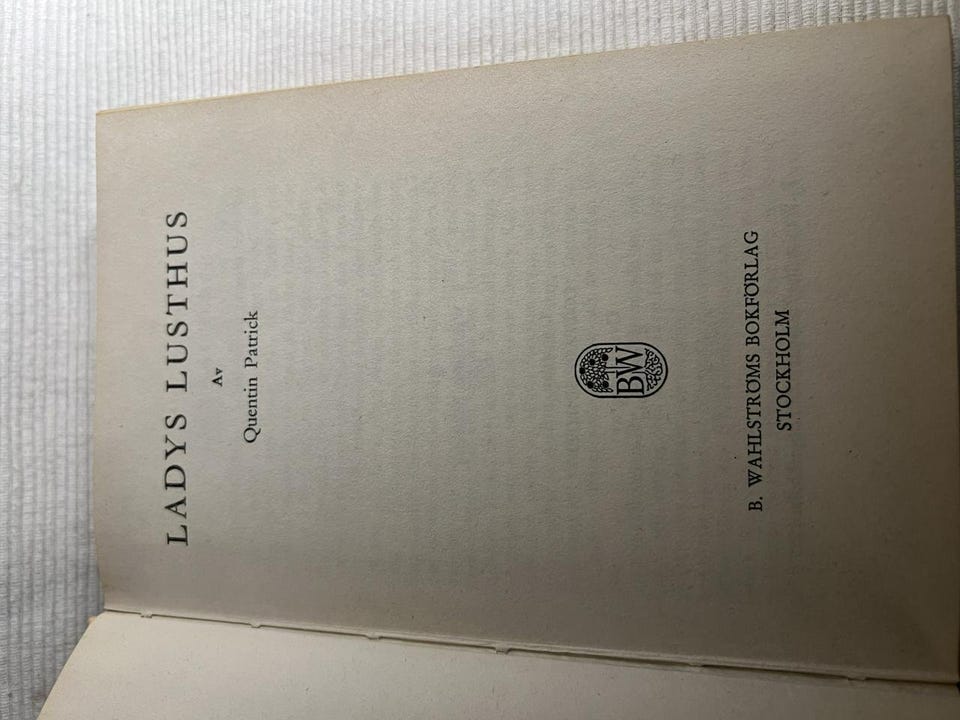 LADYS LUSTHUS
Av
Quentin Patrick
BW
B. WAHLSTRÖMS BOKFÖRLAG
STOCKHOLM